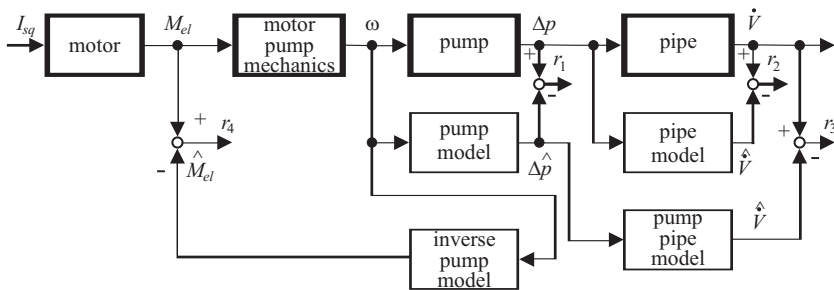 I_sq
M_el
ω
Δp
V̇
motor
motor
pump
mechanics
pump
pipe
+
r_1
-
+
r_2
-
+
r_4
-
M̂_el
pump
model
Δp̂
pipe
model
V̇̂
+
r_3
-
inverse
pump
model
pump
pipe
model
V̇̂